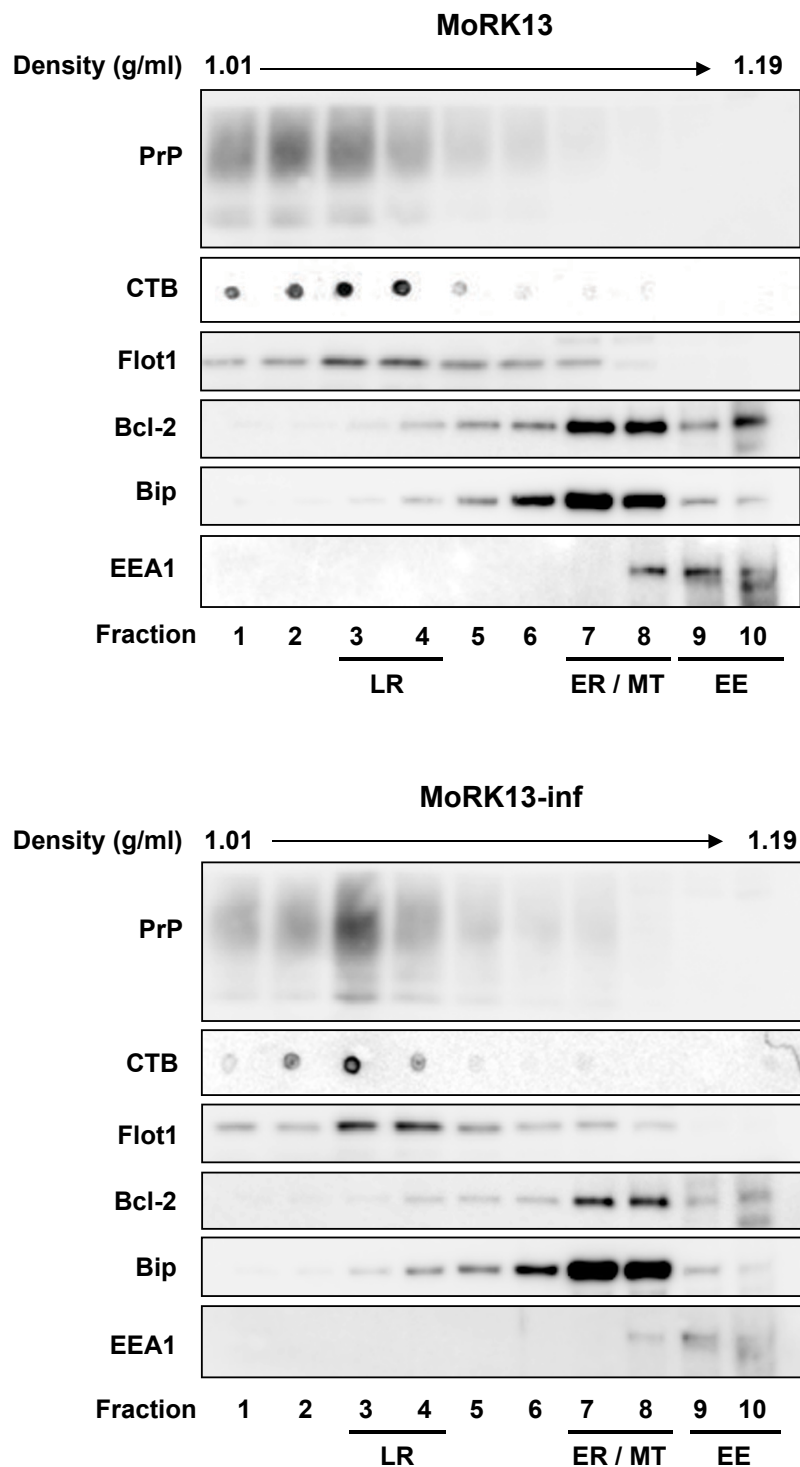 MoRK13
Density (g/ml) 1.01 1.19
PrP
CTB
Flot1
Bcl-2
Bip
EEA1
Fraction 1 2 3 4 5 6 7 8 9 10
LR ER / MT EE
MoRK13-inf
Density (g/ml) 1.01 1.19
PrP
CTB
Flot1
Bcl-2
Bip
EEA1
Fraction 1 2 3 4 5 6 7 8 9 10
LR ER / MT EE